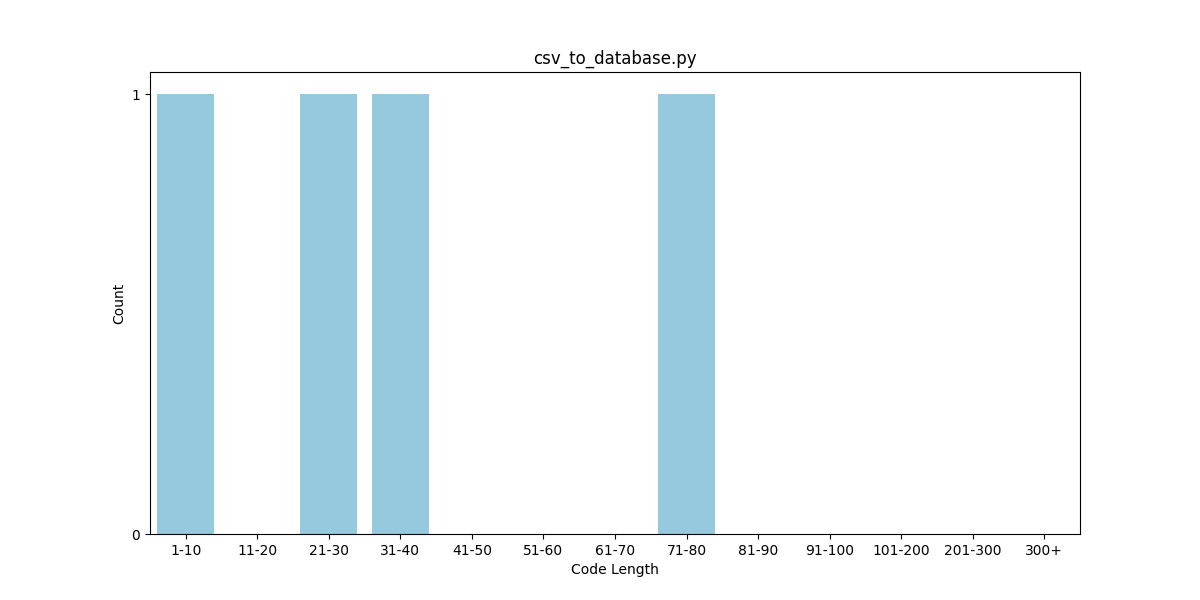 csv_to_database.py
1
Count
0
1-10 11-20 21-30 31-40 41-50 51-60 61-70 71-80 81-90 91-100 101-200 201-300 300+
Code Length